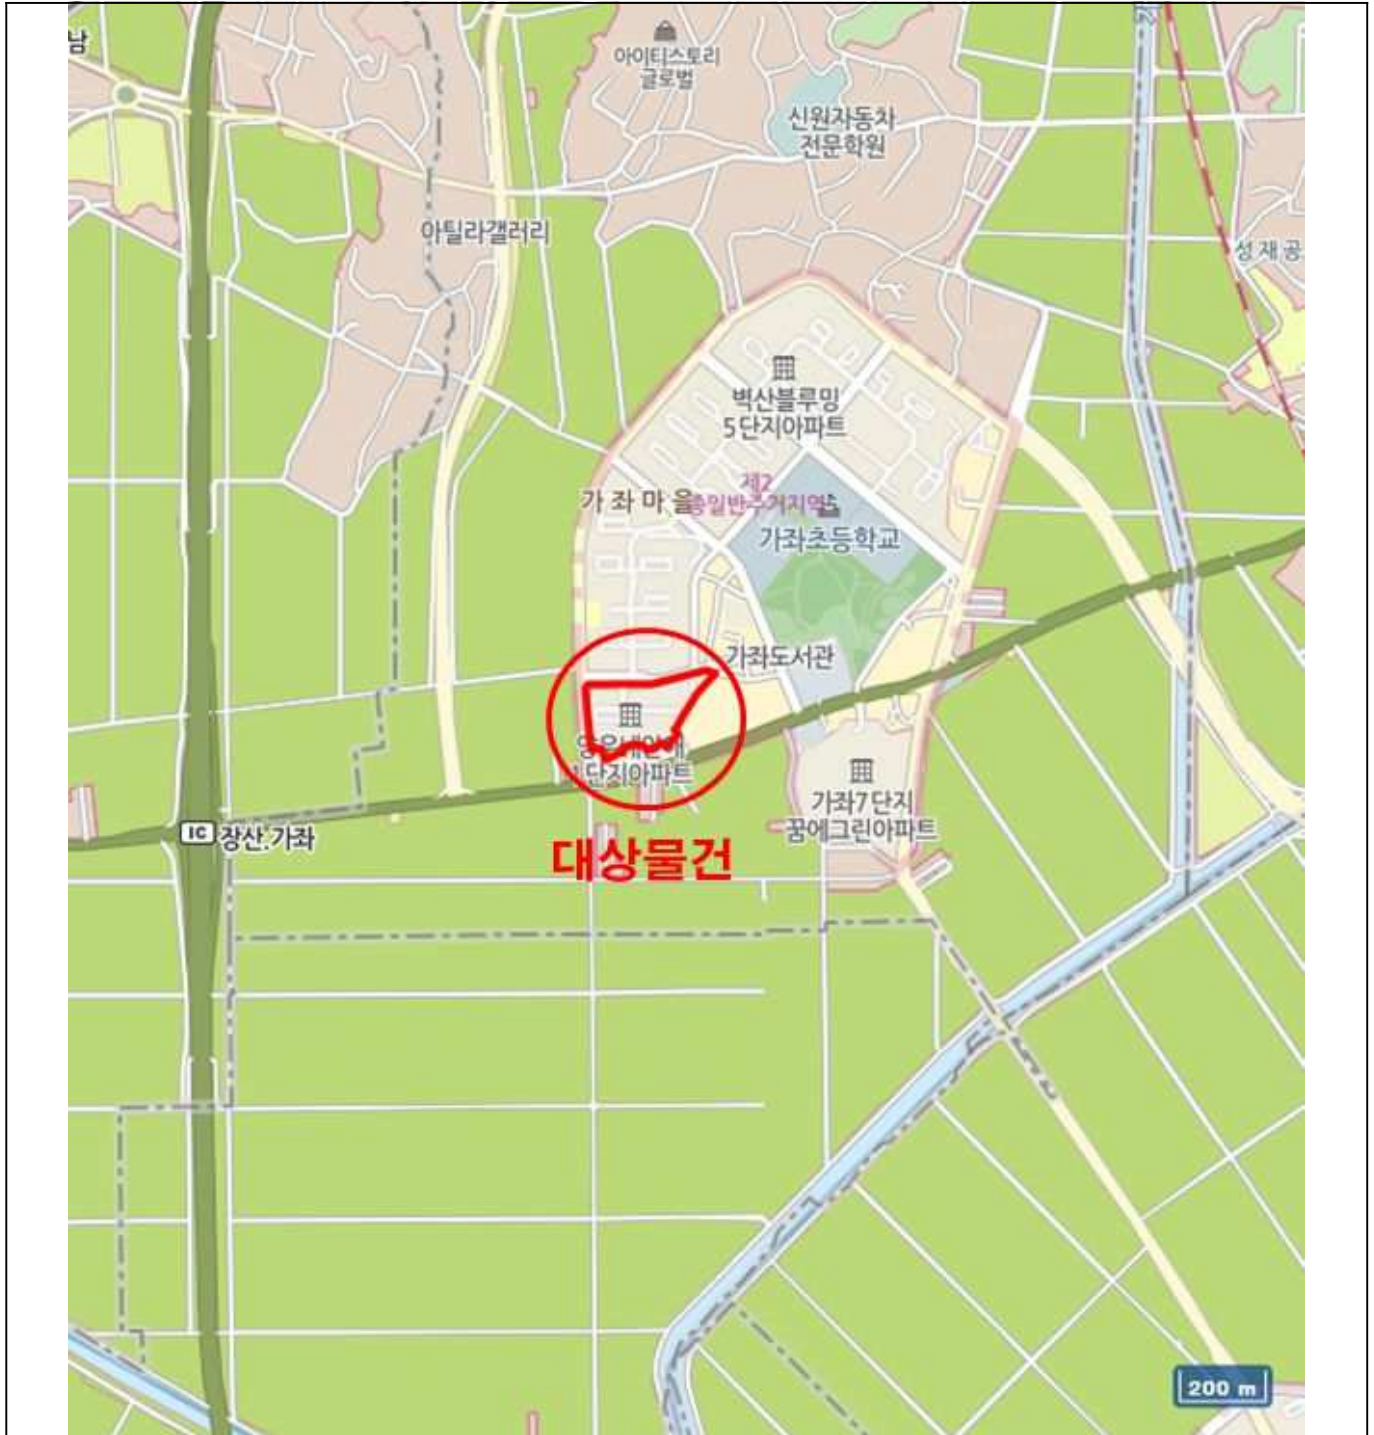 남
아이티스토리
글로벌
신원자동차
전문학원
아틸라갤러리
성재공
벽산블루밍
5단지아파트
제2
종일반주거지역
가좌마을
가좌초등학교
가좌도서관
1단지아파트
가좌7단지
꿈에그린아파트
IC 장산.가좌
대상물건
200 m